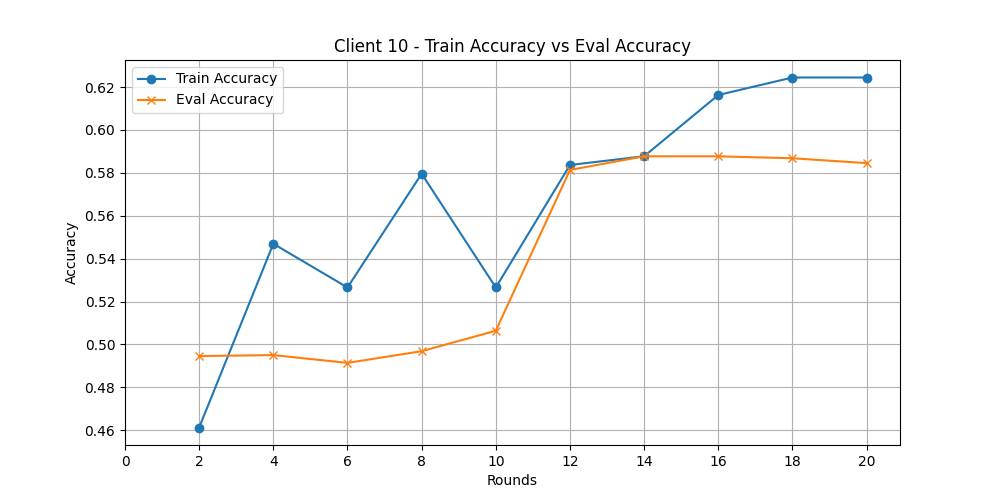 Client 10 - Train Accuracy vs Eval Accuracy
Train Accuracy
Eval Accuracy
0.62
0.60
0.58
0.56
0.54
0.52
0.50
0.48
0.46
Accuracy
0 2 4 6 8 10 12 14 16 18 20
Rounds